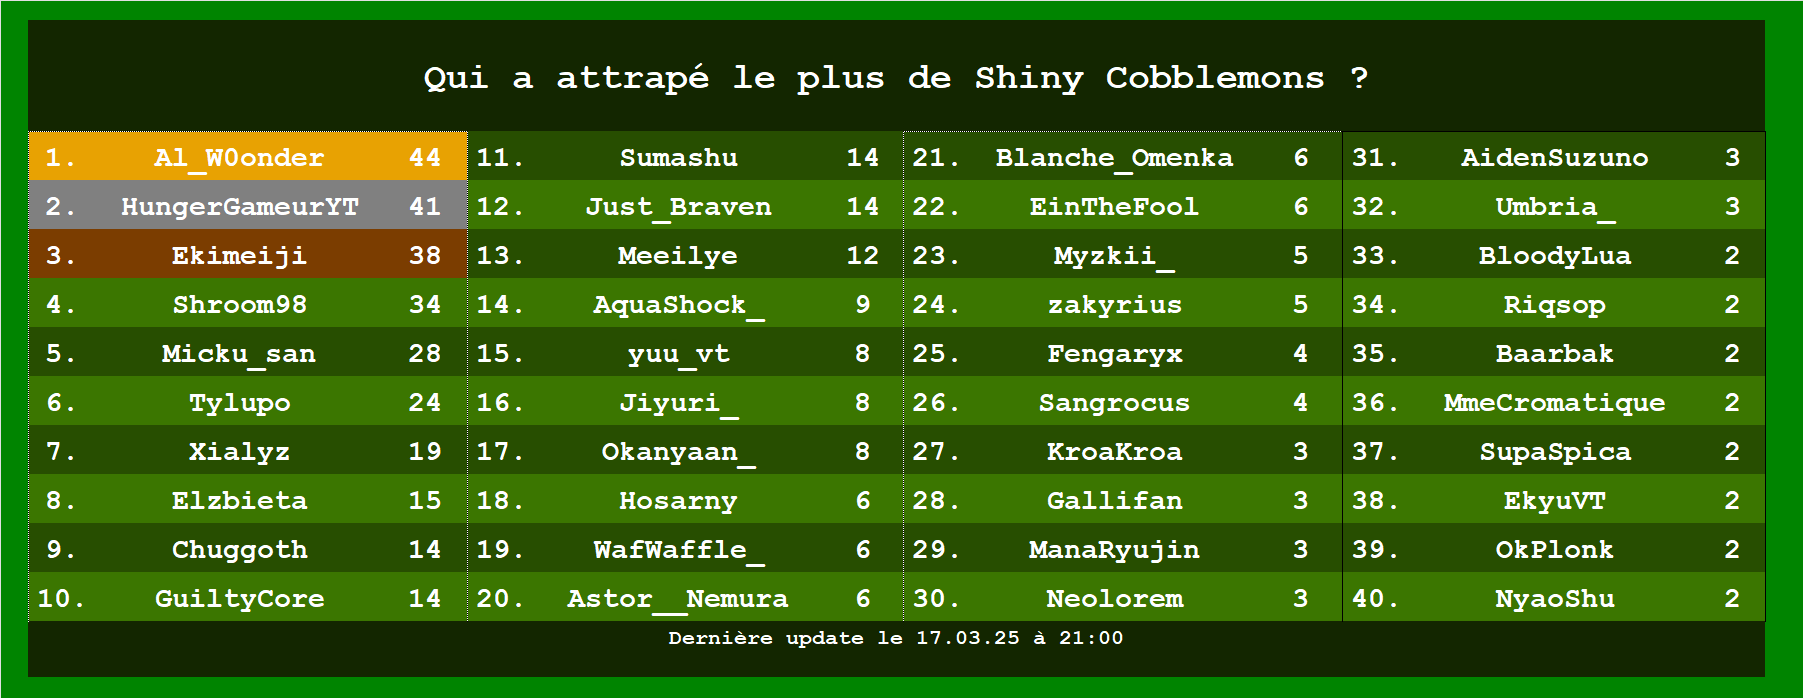 Qui a attrapé le plus de Shiny Cobblemons ?
1. Al_W0onder 44
2. HungerGameurYT 41
3. Ekimeiji 38
4. Shroom98 34
5. Micku_san 28
6. Tylupo 24
7. Xialyz 19
8. Elzbieta 15
9. Chuggoth 14
10. GuiltyCore 14
11. Sumashu 14
12. Just_Braven 14
13. Meeilye 12
14. AquaShock_ 9
15. yuu_vt 8
16. Jiyuri_ 8
17. Okanyaan_ 8
18. Hosarny 6
19. WafWaffle_ 6
20. Astor__Nemura 6
21. Blanche_Omenka 6
22. EinTheFool 6
23. Myzkii_ 5
24. zakyrius 5
25. Fengaryx 4
26. Sangrocus 4
27. KroaKroa 3
28. Gallifan 3
29. ManaRyujin 3
30. Neolorem 3
31. AidenSuzuno 3
32. Umbria_ 3
33. BloodyLua 2
34. Riqsop 2
35. Baarbak 2
36. MmeCromatique 2
37. SupaSpica 2
38. EkyuVT 2
39. OkPlonk 2
40. NyaoShu 2
Dernière update le 17.03.25 à 21:00